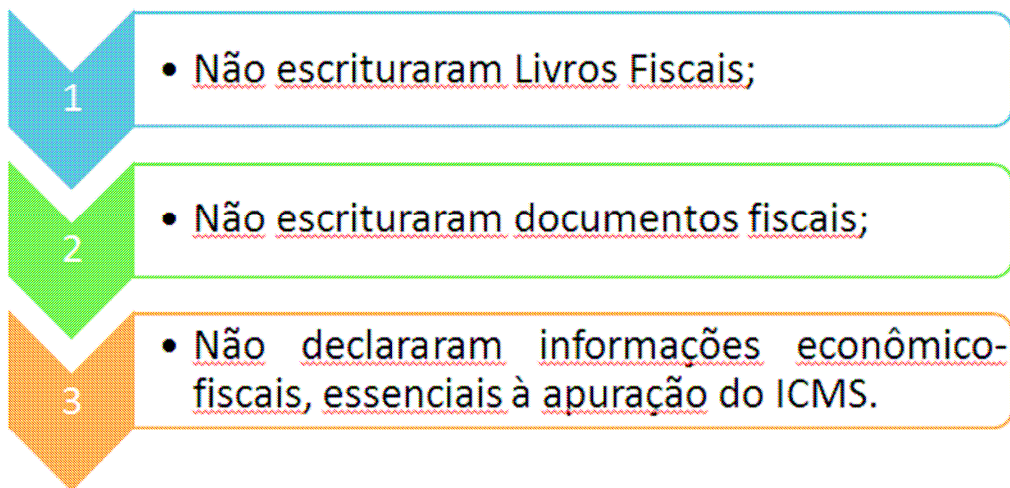 1
• Não escrituraram Livros Fiscais;
2
• Não escrituraram documentos fiscais;
3
• Não declararam informações econômico-
fiscais, essenciais à apuração do ICMS.